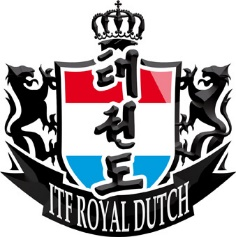 태권도
ITF ROYAL DUTCH